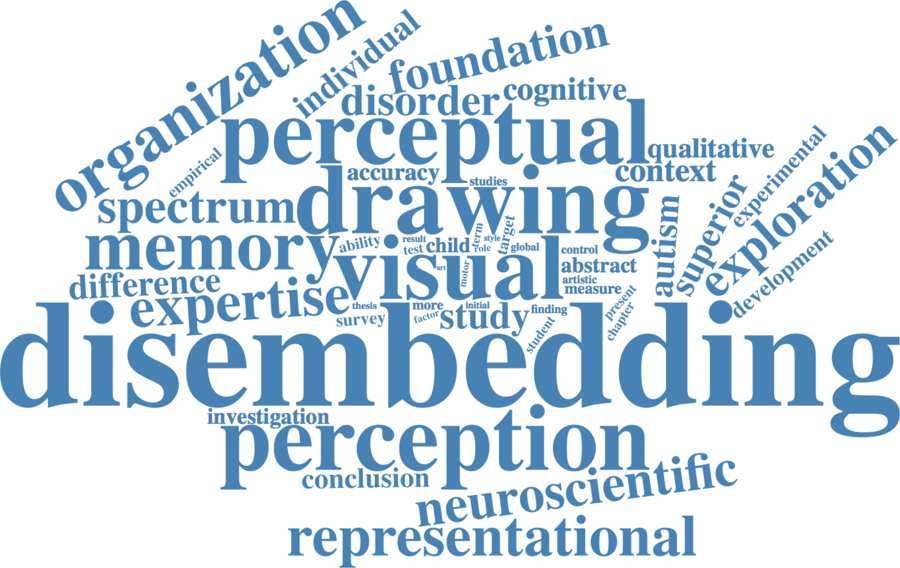 organization
individual
foundation
disorder
cognitive
perceptual
qualitative
experimental
exploration
empirical
accuracy
studies
context
superior
autism
spectrum
drawing
memory
ability
result
test
child
term
role
style
target
global
control
visual
art
motor
abstract
artistic
measure
difference
expertise
thesis
survey
more
factor
initial
study
finding
student
present
chapter
development
disembedding
investigation
perception
conclusion
neuroscientific
representational